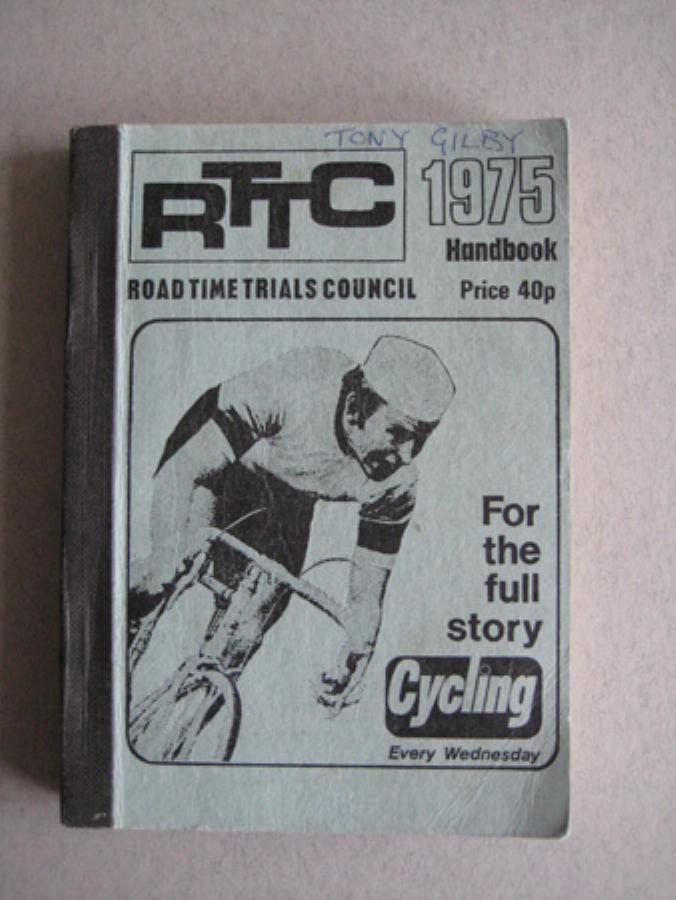 TONY GILBY
RTTC
1975
Handbook
ROAD TIME TRIALS COUNCIL
Price 40p
For
the
full
story
Cycling
Every Wednesday